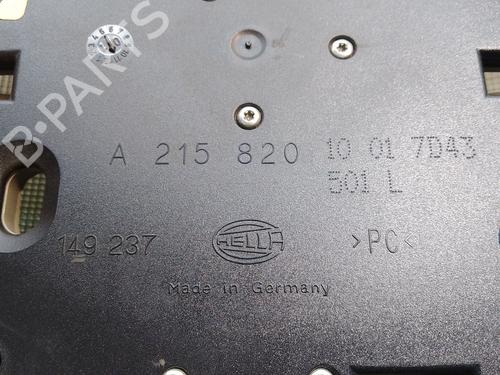 A 215 820 10 01 7D43
501 L
149 237 HELLA >PC<
Made in Germany
B-PARTS